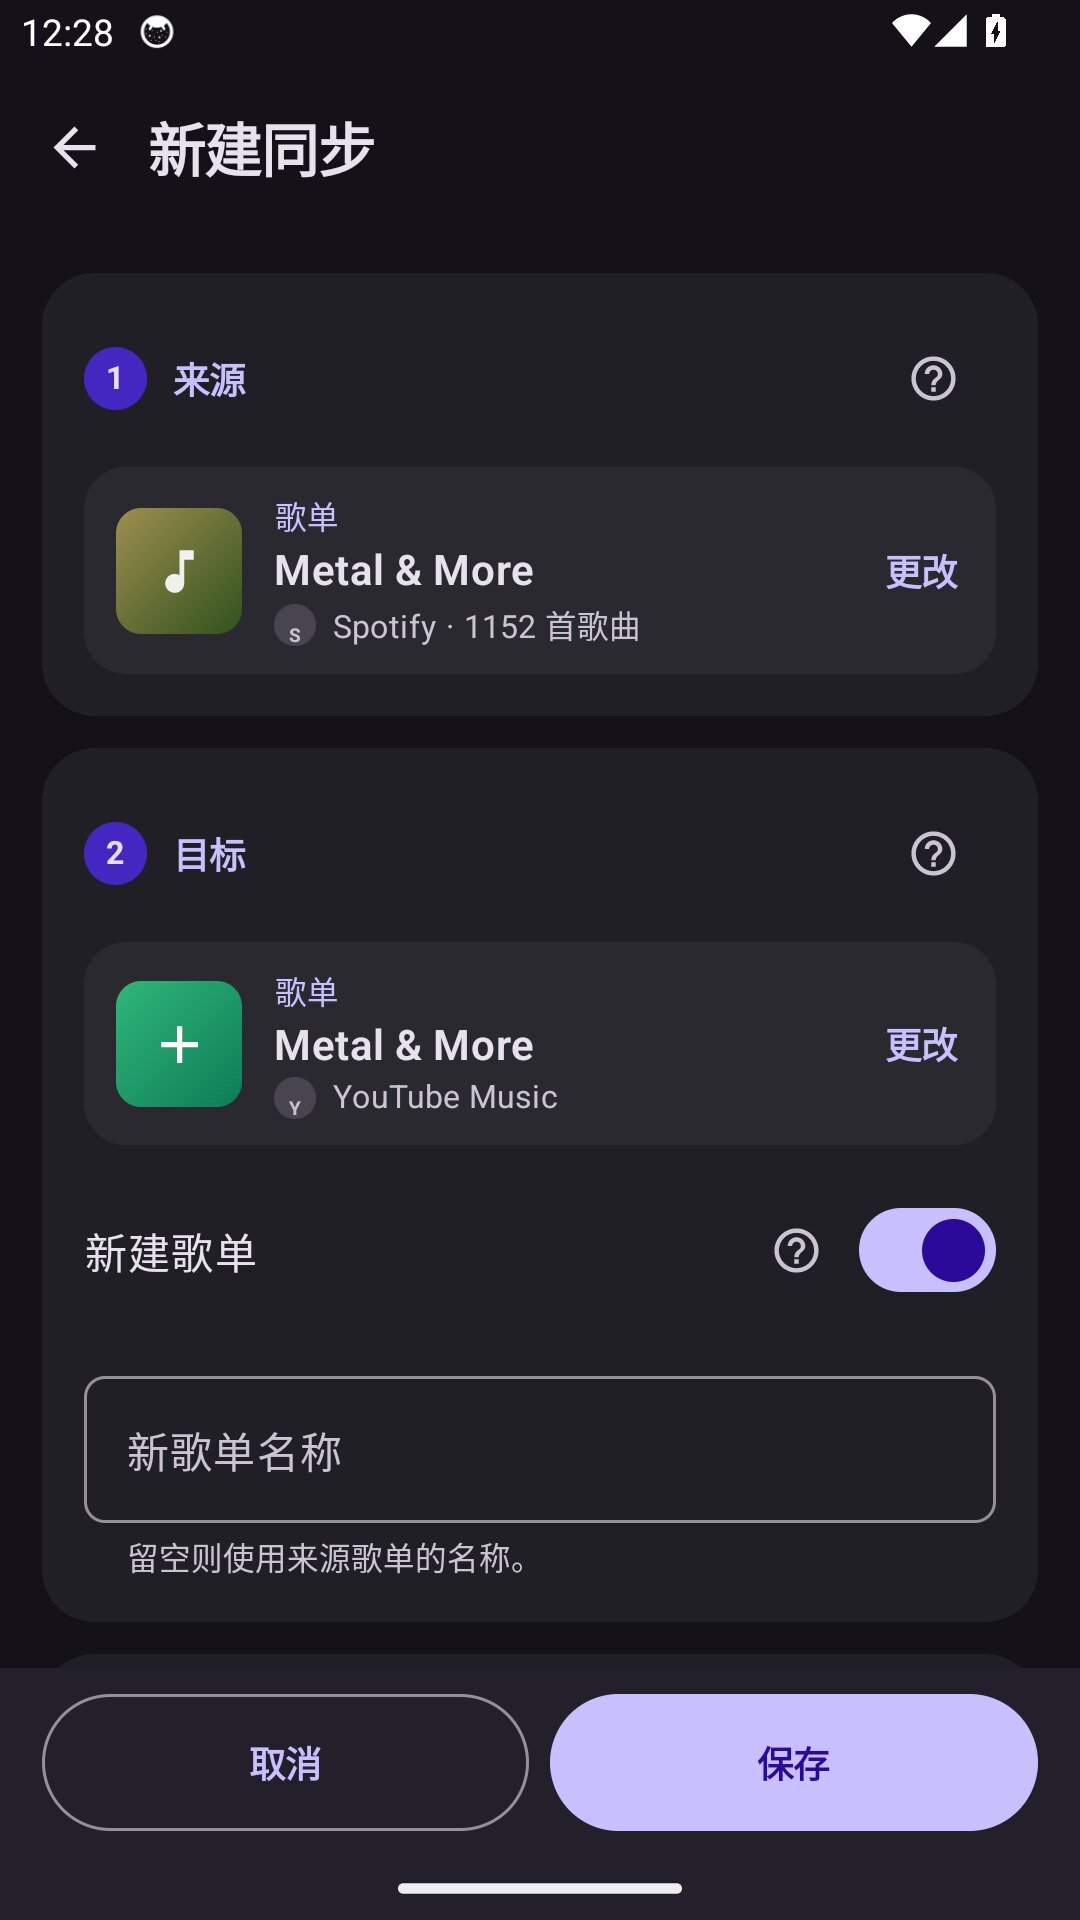 12:28
新建同步
1 来源
歌单
Metal & More
更改
S Spotify · 1152 首歌曲
2 目标
歌单
Metal & More
更改
Y YouTube Music
新建歌单
新歌单名称
留空则使用来源歌单的名称。
取消 保存